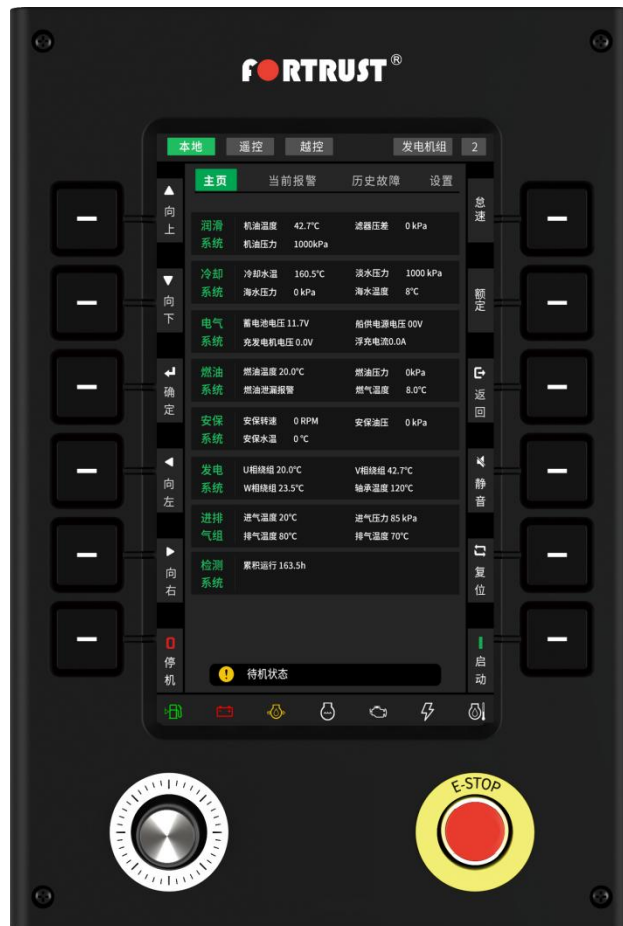 FORTRUST®
本地 遥控 越控 发电机组 2
主页 当前报警 历史故障 设置
向上
怠速
润滑系统 机油温度 42.7℃ 滤器压差 0 kPa
机油压力 1000kPa
向下
额定
冷却系统 冷却水温 160.5℃ 淡水压力 1000 kPa
海水压力 0 kPa 海水温度 8℃
电气系统 蓄电池电压 11.7V 船供电源电压 00V
充发电机电压 0.0V 浮充电流0.0A
确定
返回
燃油系统 燃油温度 20.0℃ 燃油压力 0kPa
燃油泄漏报警 燃气温度 8.0℃
安保系统 安保转速 0 RPM 安保油压 0 kPa
安保水温 0 ℃
向左
静音
发电系统 U相绕组 20.0℃ V相绕组 42.7℃
W相绕组 23.5℃ 轴承温度 120℃
进排气组 进气温度 20℃ 进气压力 85 kPa
排气温度 80℃ 排气温度 70℃
向右
复位
检测系统 累积运行 163.5h
停机
启动
待机状态
E-STOP